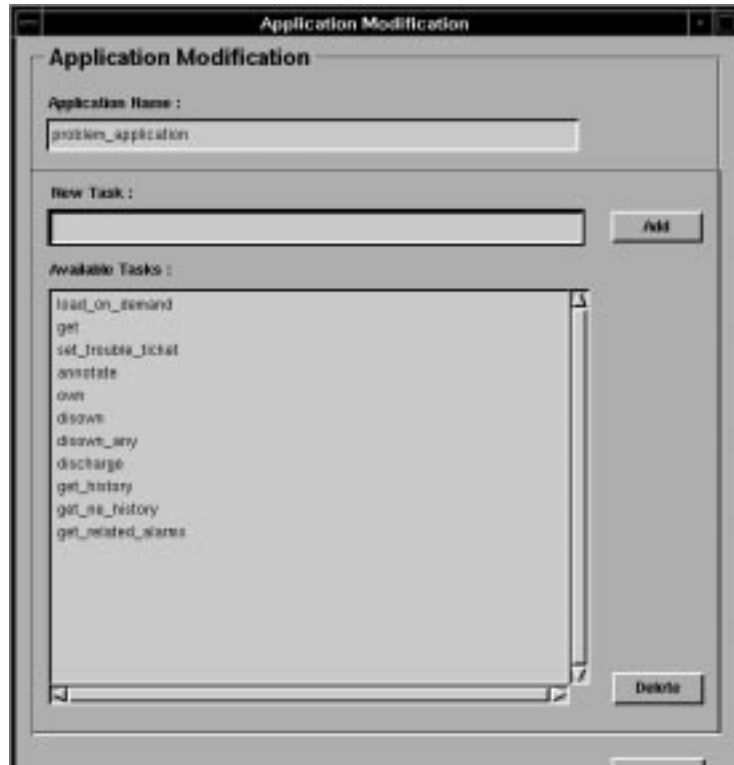 Application Modification
Application Modification
Application Name :
problem_application
New Task :
Add
Available Tasks :
load_on_demand
get
set_trouble_ticket
annotate
own
disown
disown_any
discharge
get_history
get_ne_history
get_related_alarms
Delete